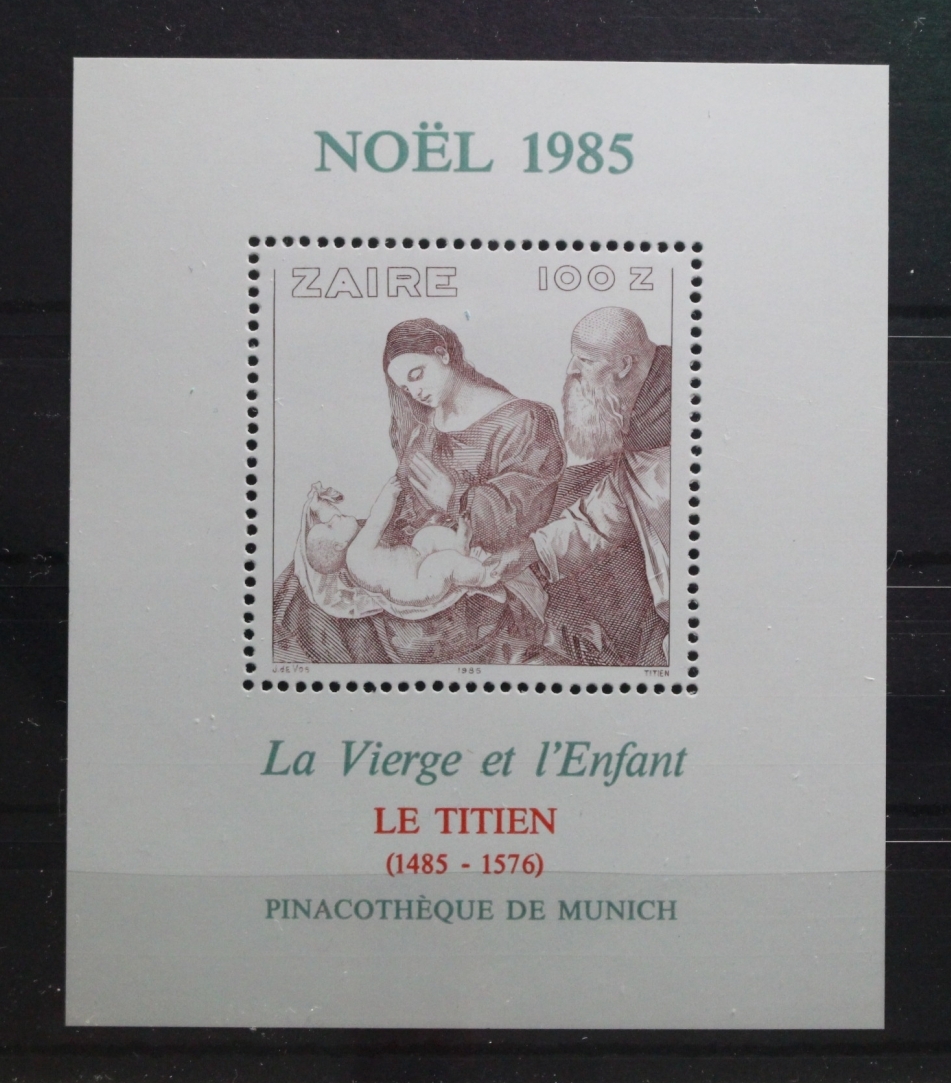 NOËL 1985
ZAIRE 100 Z
J. de Vos 1985 TITIEN
La Vierge et l'Enfant
LE TITIEN
(1485 - 1576)
PINACOTHÈQUE DE MUNICH